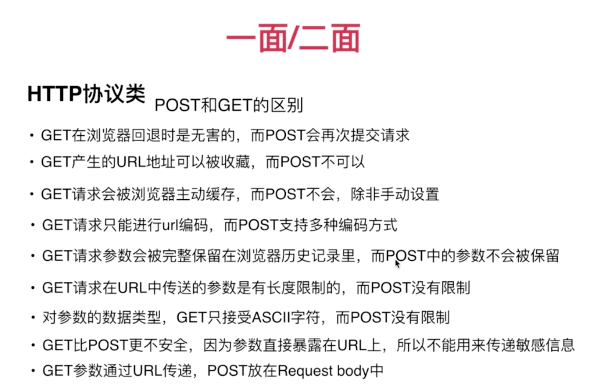 一面/二面
HTTP协议类 POST和GET的区别
• GET在浏览器回退时是无害的，而POST会再次提交请求
• GET产生的URL地址可以被收藏，而POST不可以
• GET请求会被浏览器主动缓存，而POST不会，除非手动设置
• GET请求只能进行url编码，而POST支持多种编码方式
• GET请求参数会被完整保留在浏览器历史记录里，而POST中的参数不会被保留
• GET请求在URL中传送的参数是有长度限制的，而POST没有限制
• 对参数的数据类型，GET只接受ASCII字符，而POST没有限制
• GET比POST更不安全，因为参数直接暴露在URL上，所以不能用来传递敏感信息
• GET参数通过URL传递，POST放在Request body中